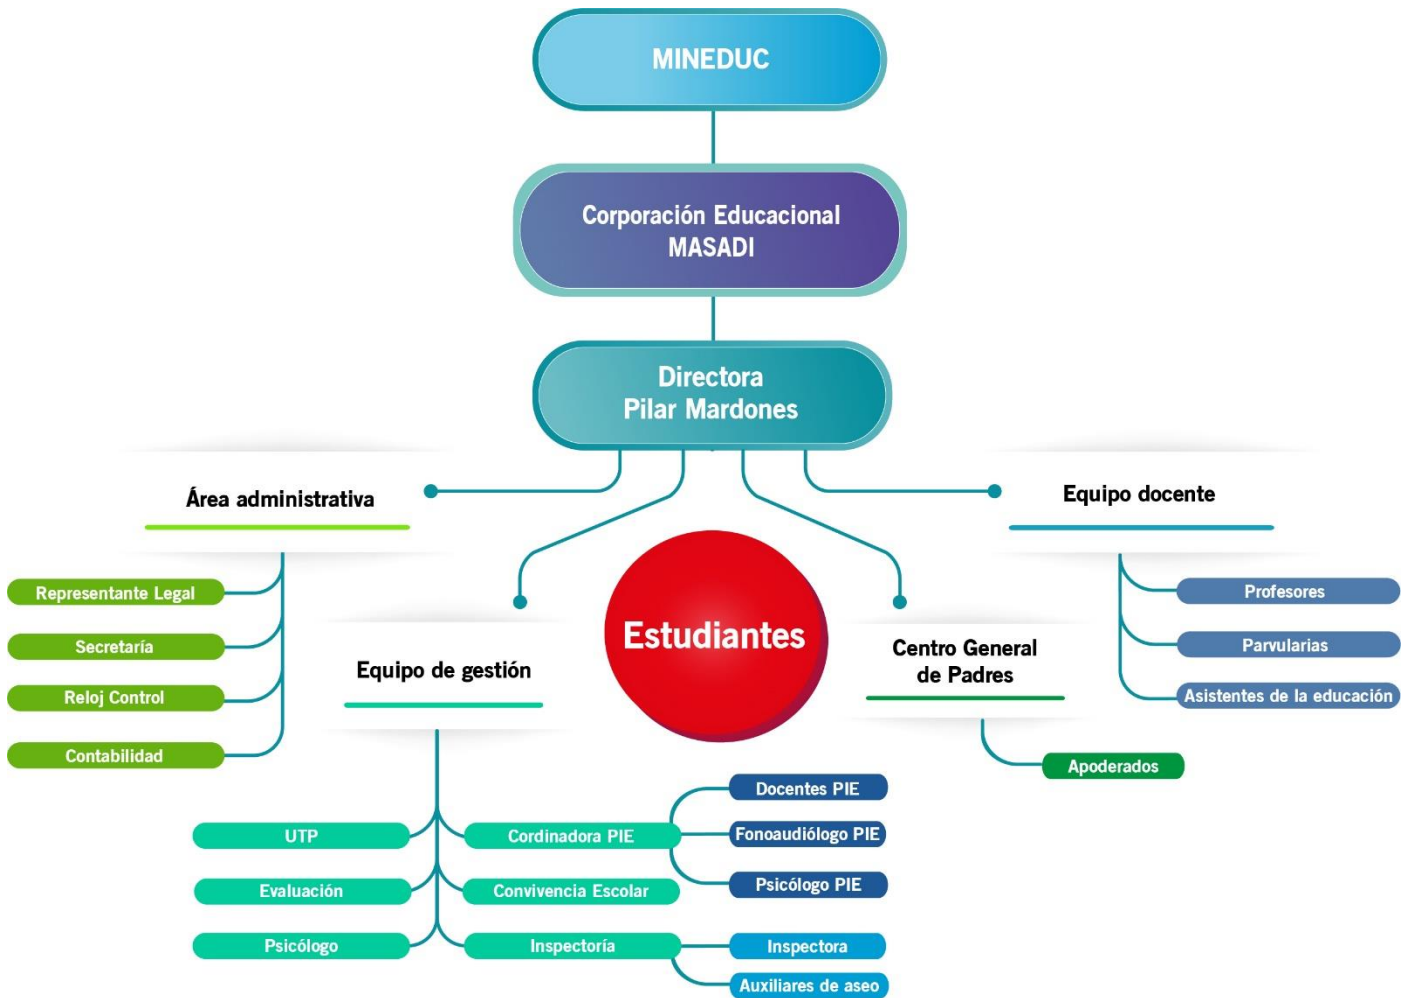 MINEDUC
Corporación Educacional
MASADI
Directora
Pilar Mardones
Área administrativa
Representante Legal
Secretaría
Reloj Control
Contabilidad
Equipo de gestión
UTP
Evaluación
Psicólogo
Cordinadora PIE
Convivencia Escolar
Inspectoría
Docentes PIE
Fonoaudiólogo PIE
Psicólogo PIE
Inspectora
Auxiliares de aseo
Estudiantes
Centro General
de Padres
Apoderados
Equipo docente
Profesores
Parvularias
Asistentes de la educación